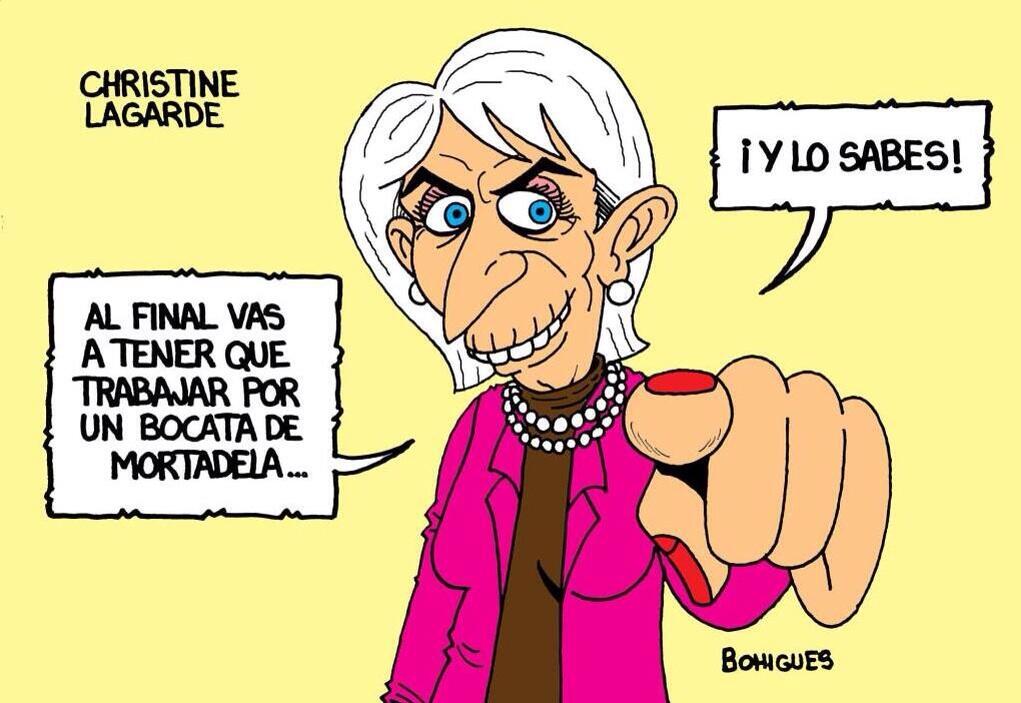 CHRISTINE
LAGARDE
¡Y LO SABES!
AL FINAL VAS
A TENER QUE
TRABAJAR POR
UN BOCATA DE
MORTADELA...
BOHIGUES